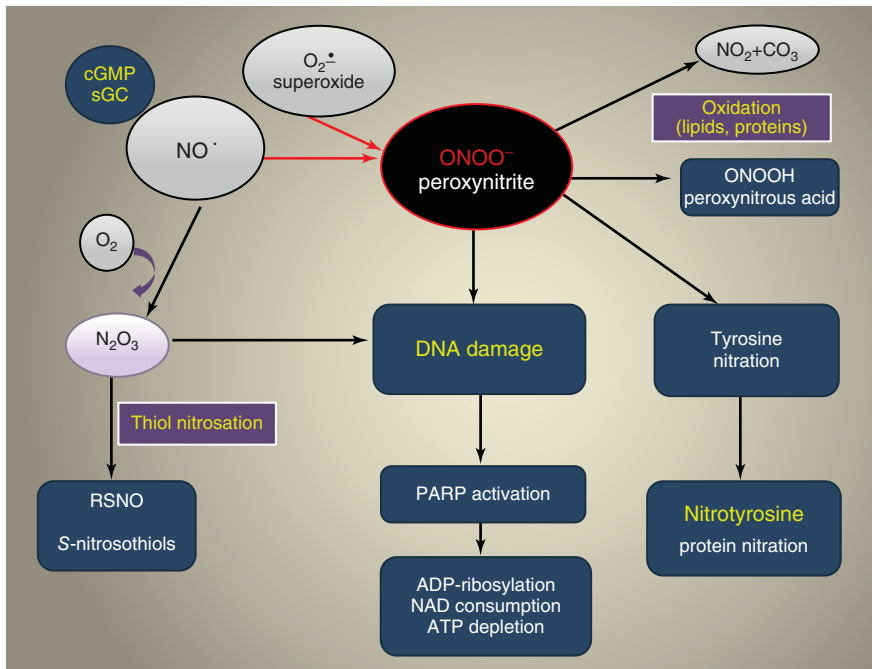 cGMP
sGC
NO˙
O₂•̲
superoxide
ONOO⁻
peroxynitrite
NO₂+CO₃
Oxidation
(lipids, proteins)
ONOOH
peroxynitrous acid
O₂
N₂O₃
DNA damage
Tyrosine
nitration
Thiol nitrosation
RSNO
S-nitrosothiols
PARP activation
Nitrotyrosine
protein nitration
ADP-ribosylation
NAD consumption
ATP depletion